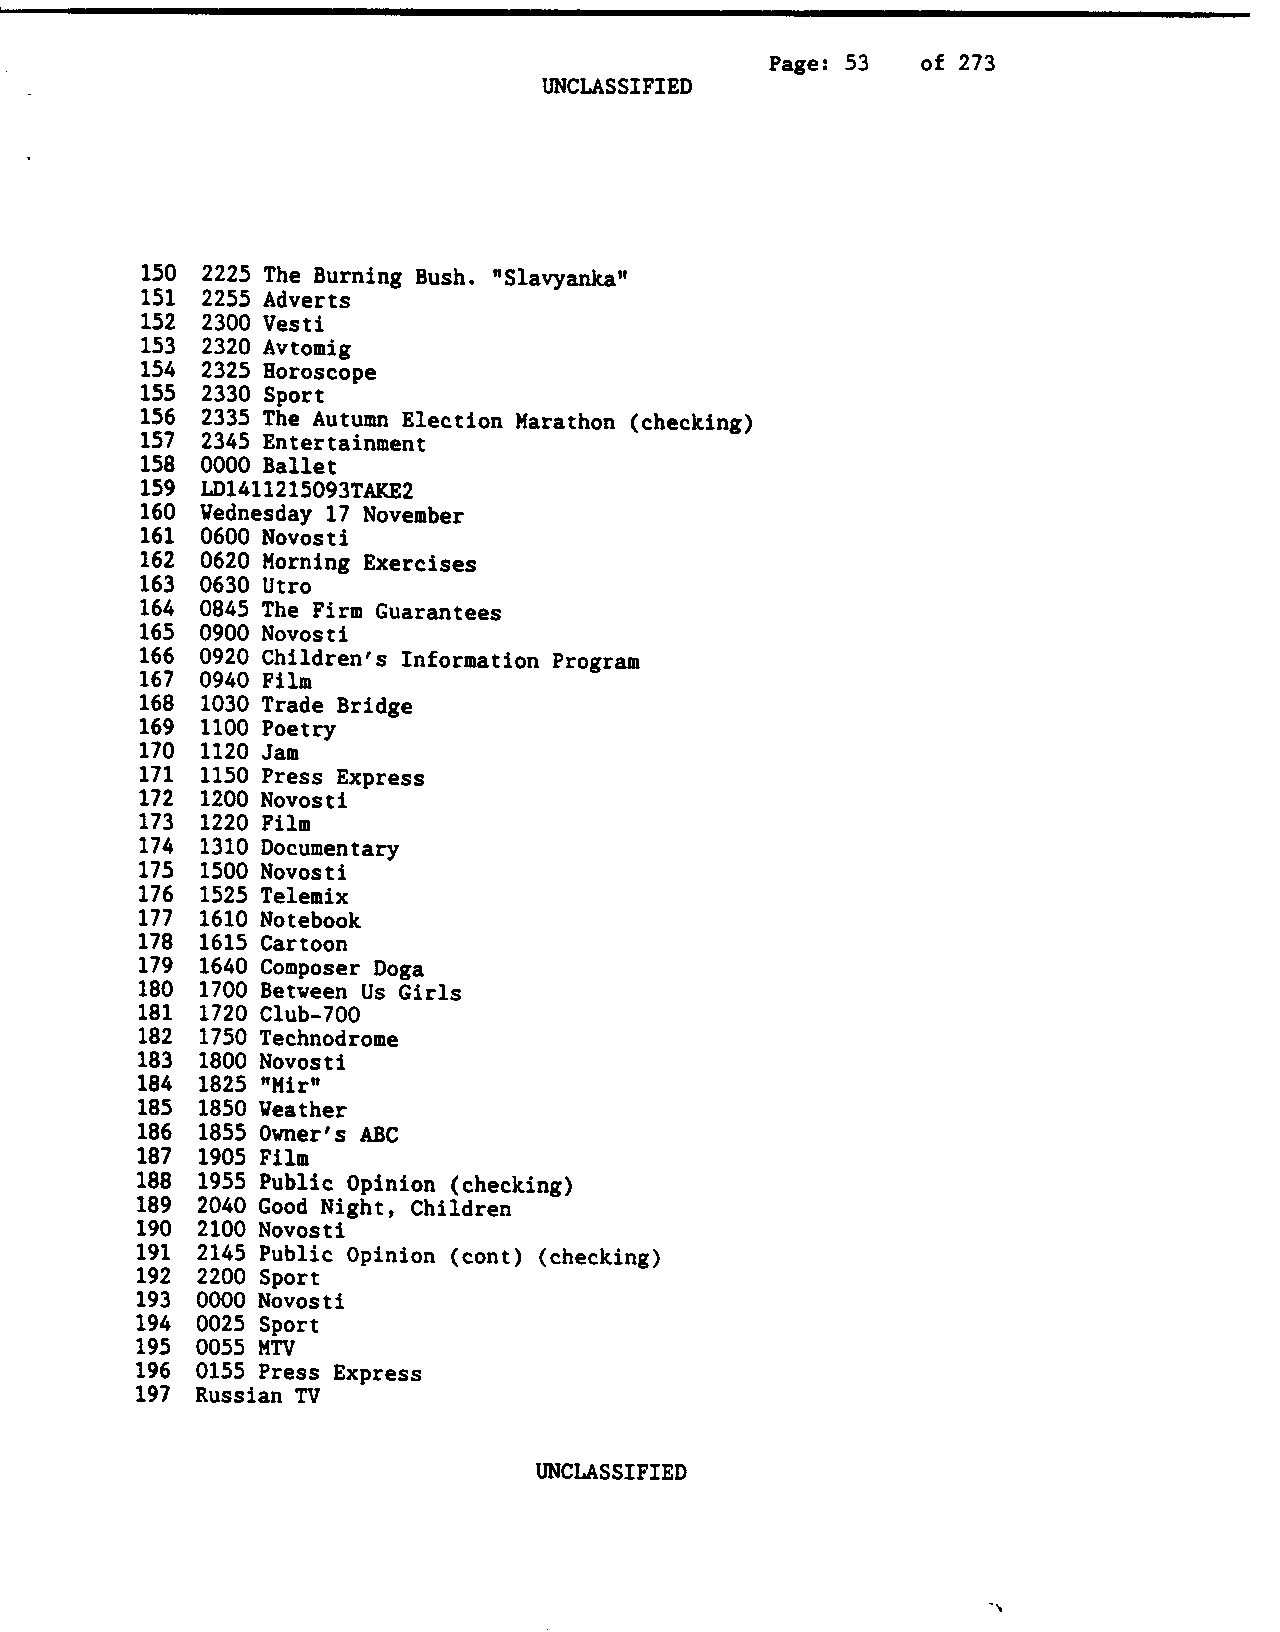 Page: 53 of 273
UNCLASSIFIED
150 2225 The Burning Bush. "Slavyanka"
151 2255 Adverts
152 2300 Vesti
153 2320 Avtomig
154 2325 Horoscope
155 2330 Sport
156 2335 The Autumn Election Marathon (checking)
157 2345 Entertainment
158 0000 Ballet
159 LD1411215093TAKE2
160 Wednesday 17 November
161 0600 Novosti
162 0620 Morning Exercises
163 0630 Utro
164 0845 The Firm Guarantees
165 0900 Novosti
166 0920 Children's Information Program
167 0940 Film
168 1030 Trade Bridge
169 1100 Poetry
170 1120 Jam
171 1150 Press Express
172 1200 Novosti
173 1220 Film
174 1310 Documentary
175 1500 Novosti
176 1525 Telemix
177 1610 Notebook
178 1615 Cartoon
179 1640 Composer Doga
180 1700 Between Us Girls
181 1720 Club-700
182 1750 Technodrome
183 1800 Novosti
184 1825 "Mir"
185 1850 Weather
186 1855 Owner's ABC
187 1905 Film
188 1955 Public Opinion (checking)
189 2040 Good Night, Children
190 2100 Novosti
191 2145 Public Opinion (cont) (checking)
192 2200 Sport
193 0000 Novosti
194 0025 Sport
195 0055 MTV
196 0155 Press Express
197 Russian TV
UNCLASSIFIED